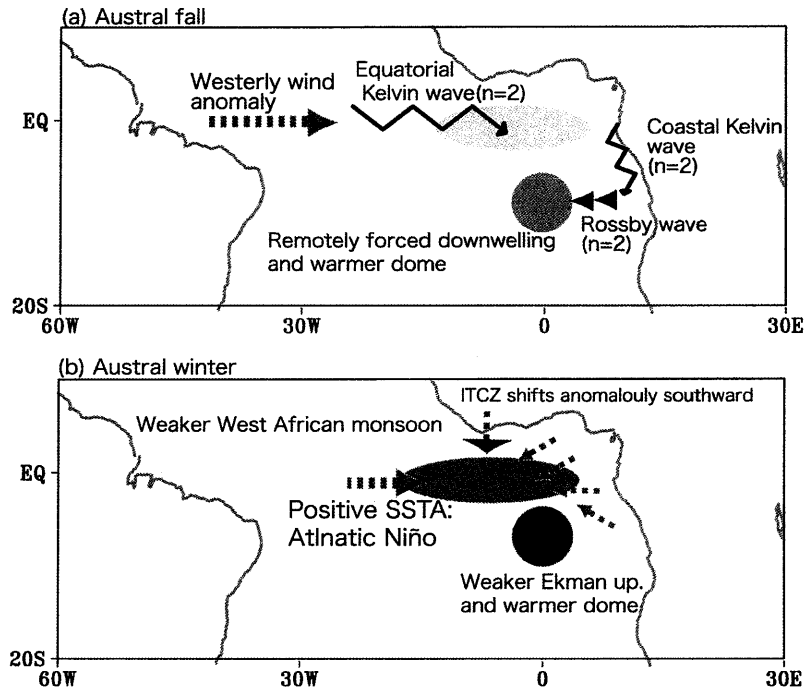 (a) Austral fall
Westerly wind
anomaly
Equatorial
Kelvin wave(n=2)
EQ
Coastal Kelvin
wave
(n=2)
Rossby wave
(n=2)
Remotely forced downwelling
and warmer dome
20S
60W 30W 0 30E
(b) Austral winter
ITCZ shifts anomalouly southward
Weaker West African monsoon
EQ
Positive SSTA:
Atlnatic Niño
Weaker Ekman up.
and warmer dome
20S
60W 30W 0 30E